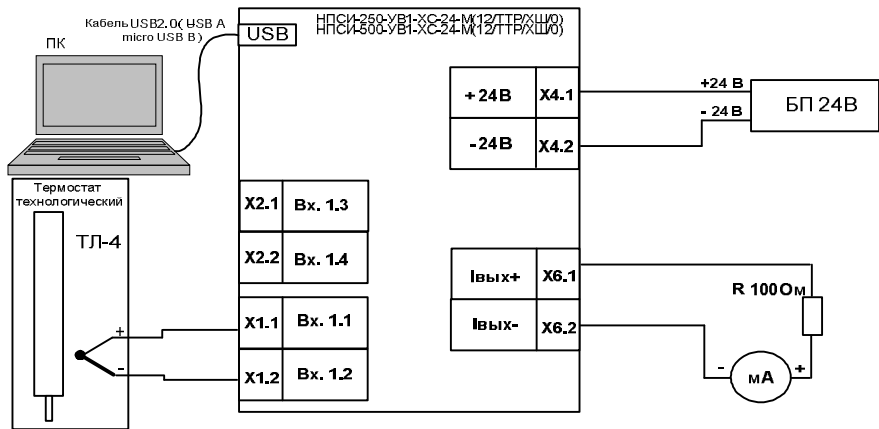 Кабель USB2.0( USB A
micro USB B )
ПК
USB
НПСИ-250-УВ1-ХС-24-М(12/ТТР/ХШ/0)
НПСИ-500-УВ1-ХС-24-М(12/ТТР/ХШ/0)
+24В X4.1
-24В X4.2
+24 В
- 24В
БП 24В
Термостат
технологический
ТЛ-4
X2.1 Вх. 1.3
X2.2 Вх. 1.4
X1.1 Вх. 1.1
X1.2 Вх. 1.2
+
-
Iвых+ X6.1
Iвых- X6.2
R 100Ом
- мА +